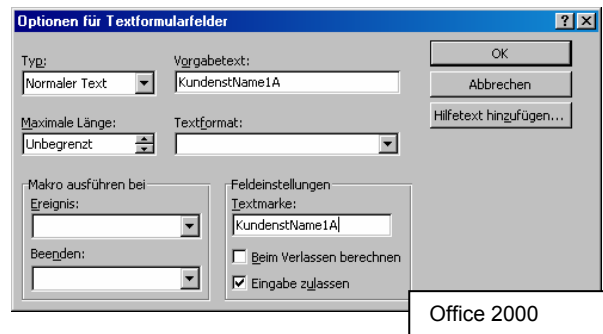 Optionen für Textformularfelder
Typ: Vorgabetext: OK
Normaler Text KundenstName1A Abbrechen
Maximale Länge: Textformat: Hilfetext hinzufügen...
Unbegrenzt
Makro ausführen bei Feldeinstellungen
Ereignis: Textmarke:
KundenstName1A
Beenden: Beim Verlassen berechnen
Eingabe zulassen
Office 2000